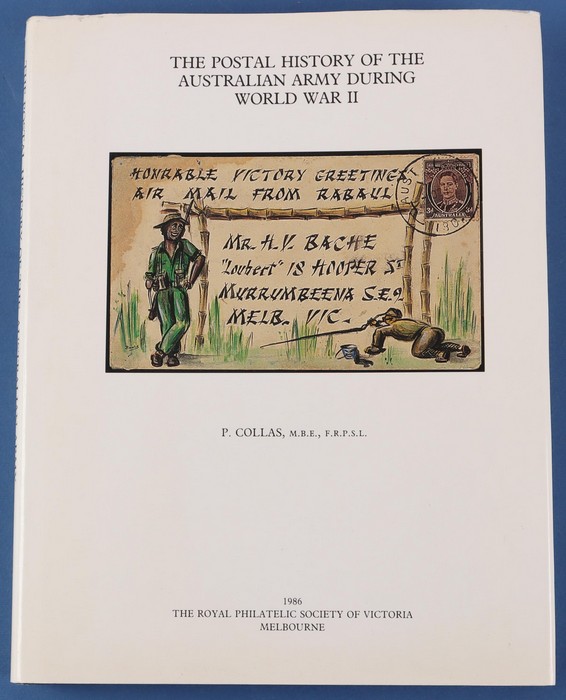 THE POSTAL HISTORY OF THE
AUSTRALIAN ARMY DURING
WORLD WAR II
HONRABLE VICTORY GREETINGS
AIR MAIL FROM RABAUL
AUST
AUSTRALIA
MR. H.V. BACHE
"Loubert" 18 HOOPER ST
MURRUMBEENA S.E.9
MELB. VIC.
P. COLLAS, M.B.E., F.R.P.S.L.
1986
THE ROYAL PHILATELIC SOCIETY OF VICTORIA
MELBOURNE